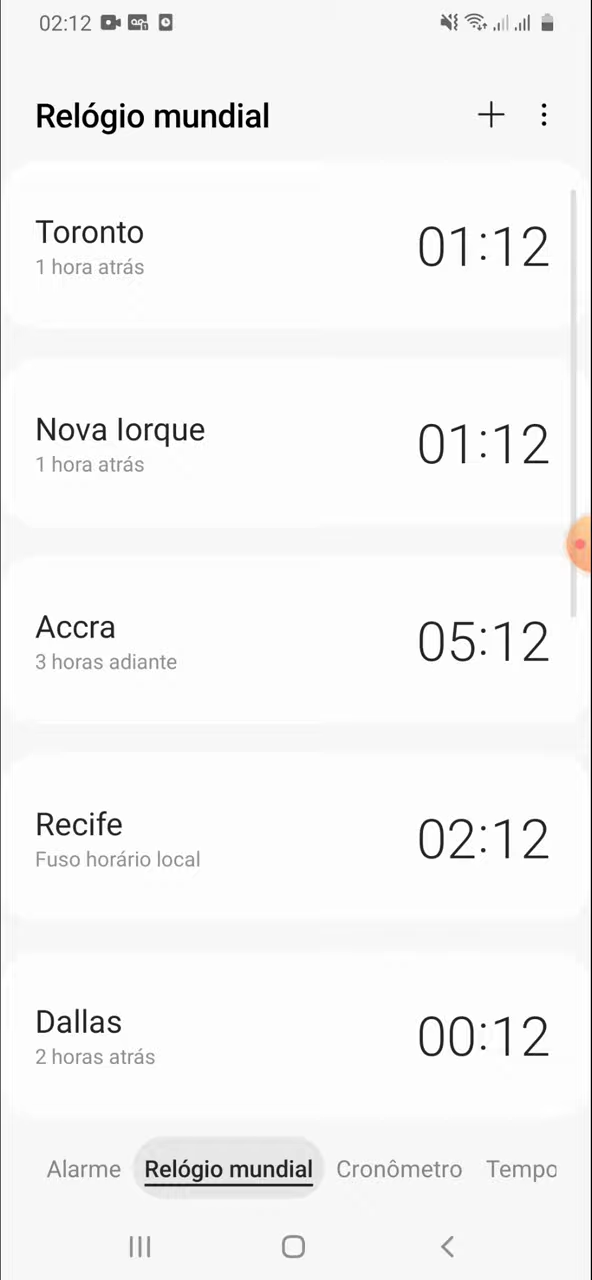 02:12
Relógio mundial
Toronto
1 hora atrás
01:12
Nova Iorque
1 hora atrás
01:12
Accra
3 horas adiante
05:12
Recife
Fuso horário local
02:12
Dallas
2 horas atrás
00:12
Alarme Relógio mundial Cronômetro Tempo